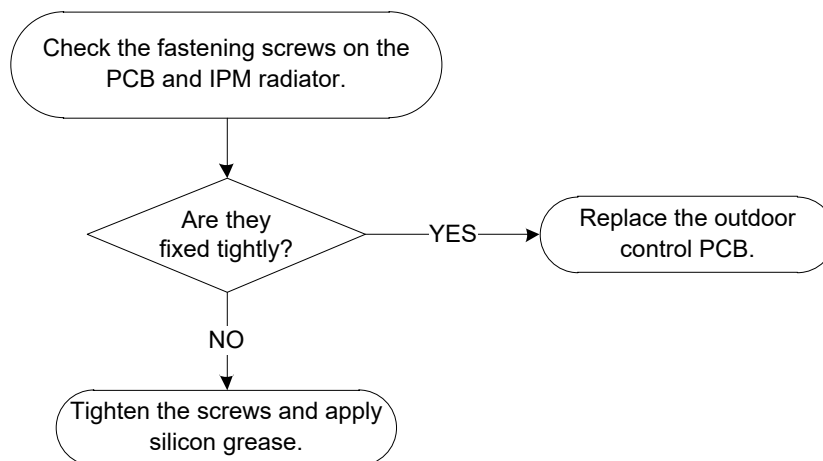 Check the fastening screws on the
PCB and IPM radiator.
Are they
fixed tightly?
YES
Replace the outdoor
control PCB.
NO
Tighten the screws and apply
silicon grease.